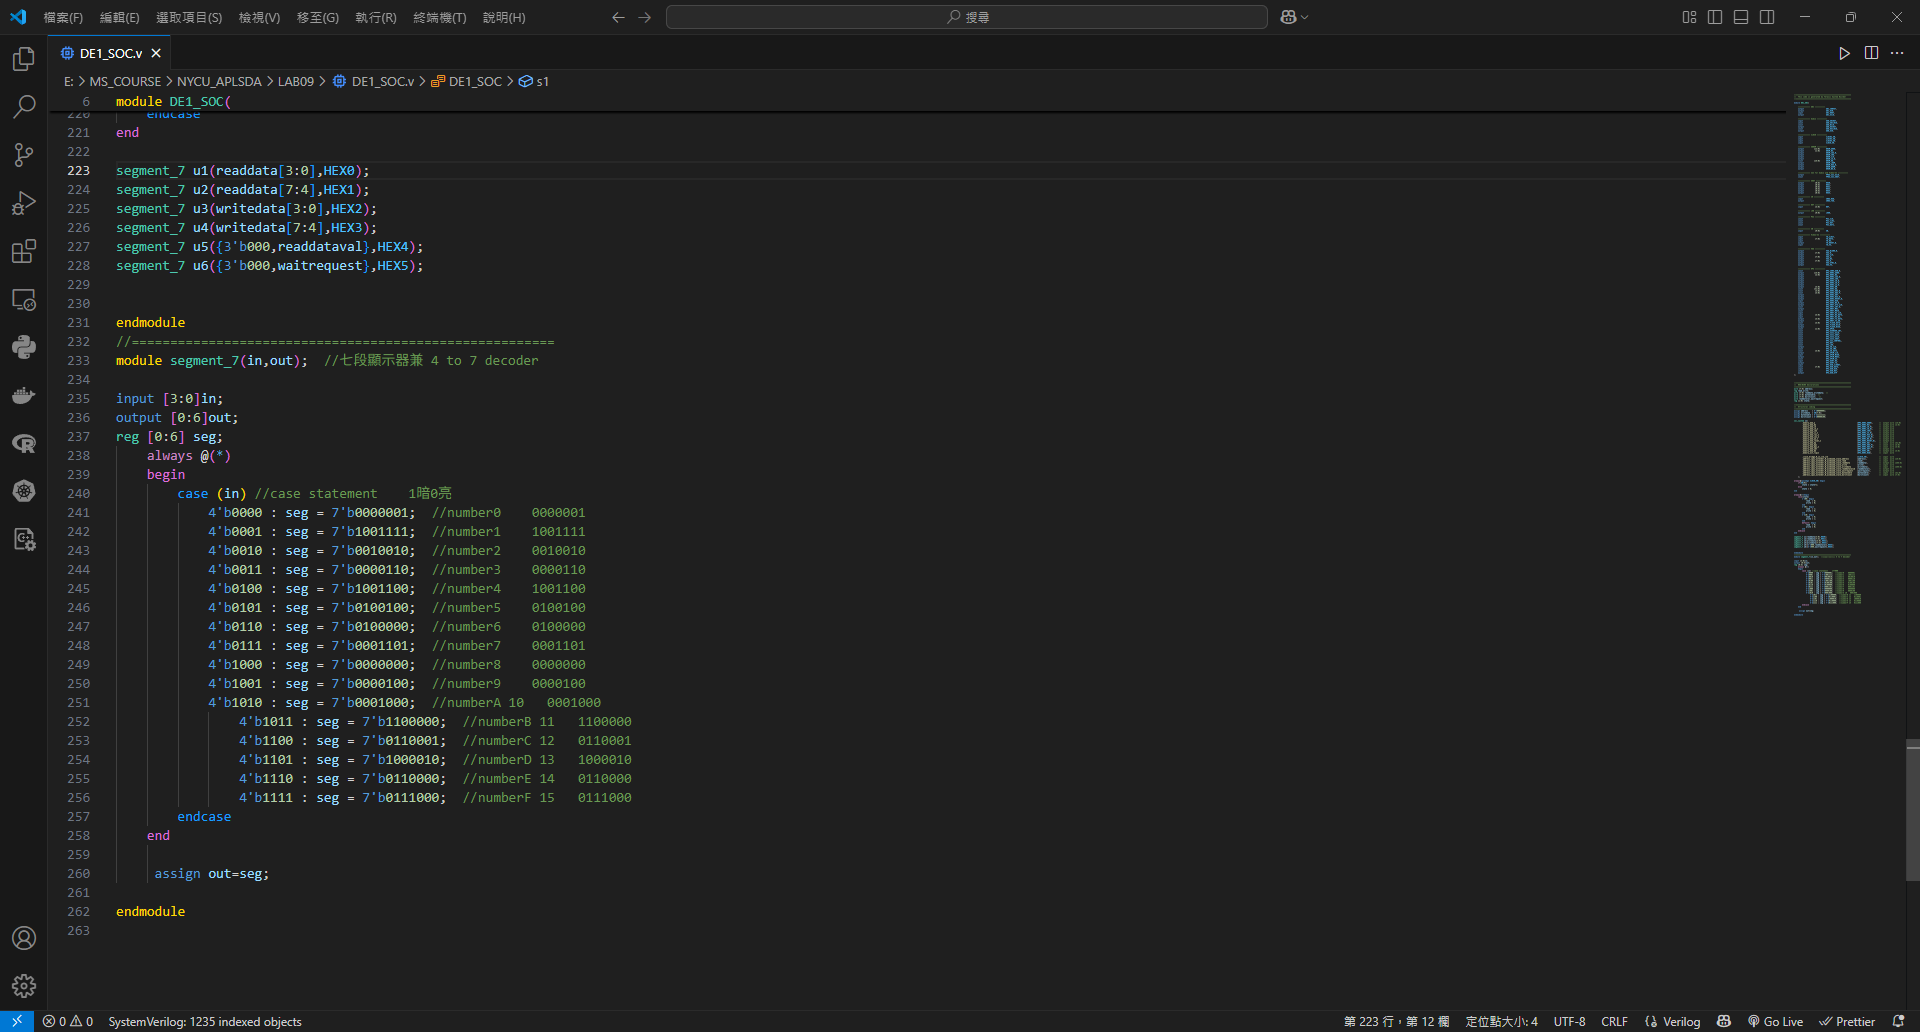 檔案(F) 編輯(E) 選取項目(S) 檢視(V) 移至(G) 執行(R) 終端機(T) 說明(H)
搜尋
DE1_SOC.v
E: > MS_COURSE > NYCU_APLSDA > LAB09 > DE1_SOC.v > DE1_SOC > s1
6 module DE1_SOC(
220 endcase
221 end
222
223 segment_7 u1(readdata[3:0],HEX0);
224 segment_7 u2(readdata[7:4],HEX1);
225 segment_7 u3(writedata[3:0],HEX2);
226 segment_7 u4(writedata[7:4],HEX3);
227 segment_7 u5({3'b000,readdataval},HEX4);
228 segment_7 u6({3'b000,waitrequest},HEX5);
229
230
231 endmodule
232 //=======================================================
233 module segment_7(in,out); //七段顯示器兼 4 to 7 decoder
234
235 input [3:0]in;
236 output [0:6]out;
237 reg [0:6] seg;
238 always @(*)
239 begin
240 case (in) //case statement 1暗0亮
241 4'b0000 : seg = 7'b0000001; //number0 0000001
242 4'b0001 : seg = 7'b1001111; //number1 1001111
243 4'b0010 : seg = 7'b0010010; //number2 0010010
244 4'b0011 : seg = 7'b0000110; //number3 0000110
245 4'b0100 : seg = 7'b1001100; //number4 1001100
246 4'b0101 : seg = 7'b0100100; //number5 0100100
247 4'b0110 : seg = 7'b0100000; //number6 0100000
248 4'b0111 : seg = 7'b0001101; //number7 0001101
249 4'b1000 : seg = 7'b0000000; //number8 0000000
250 4'b1001 : seg = 7'b0000100; //number9 0000100
251 4'b1010 : seg = 7'b0001000; //numberA 10 0001000
252 4'b1011 : seg = 7'b1100000; //numberB 11 1100000
253 4'b1100 : seg = 7'b0110001; //numberC 12 0110001
254 4'b1101 : seg = 7'b1000010; //numberD 13 1000010
255 4'b1110 : seg = 7'b0110000; //numberE 14 0110000
256 4'b1111 : seg = 7'b0111000; //numberF 15 0111000
257 endcase
258 end
259
260 assign out=seg;
261
262 endmodule
263
0 0 SystemVerilog: 1235 indexed objects 第 223 行，第 12 欄 定位點大小: 4 UTF-8 CRLF Verilog Go Live Prettier